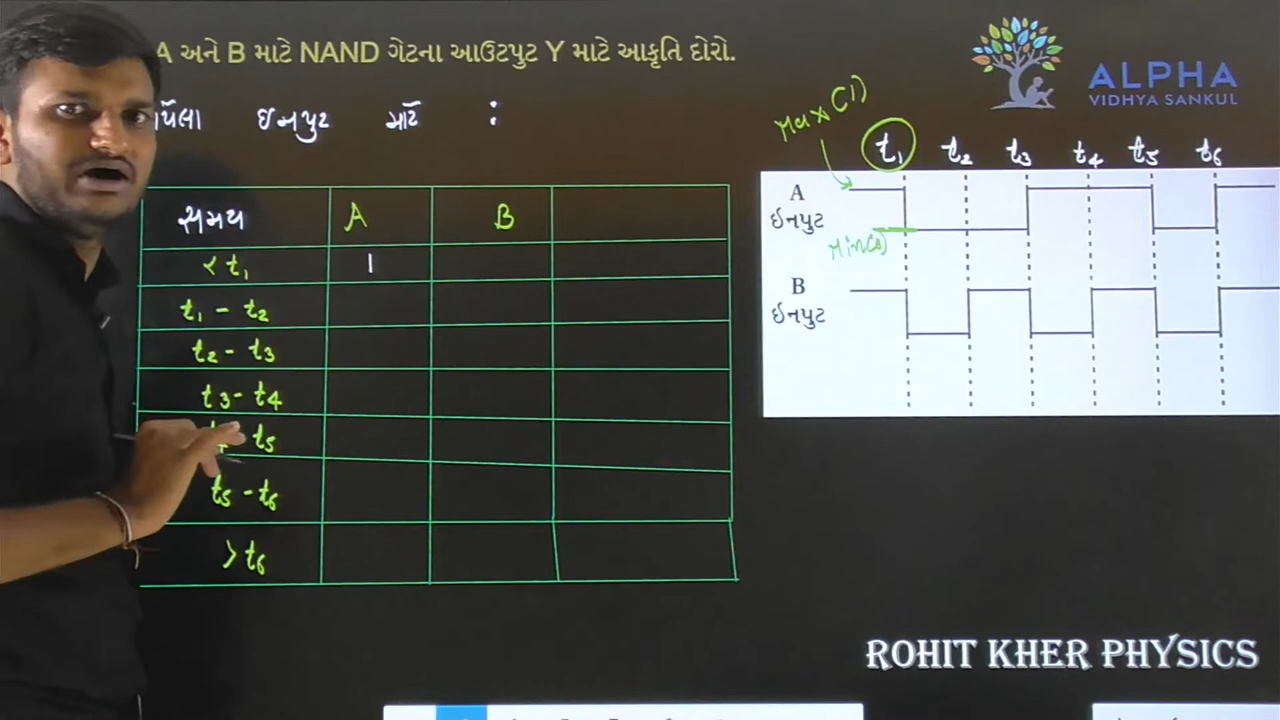 A અને B માટે NAND ગેટના આઉટપુટ Y માટે આકૃતિ દોરો.
ALPHA
VIDHYA SANKUL
ઈનપુટ માટે :
Max(1)
t₁ t₂ t₃ t₄ t₅ t₆
A
ઈનપુટ
Min(0)
B
ઈનપુટ
સમય A B
< t₁ 1
t₁ - t₂
t₂ - t₃
t₃ - t₄
t₅
t₅ - t₆
> t₆
ROHIT KHER PHYSICS